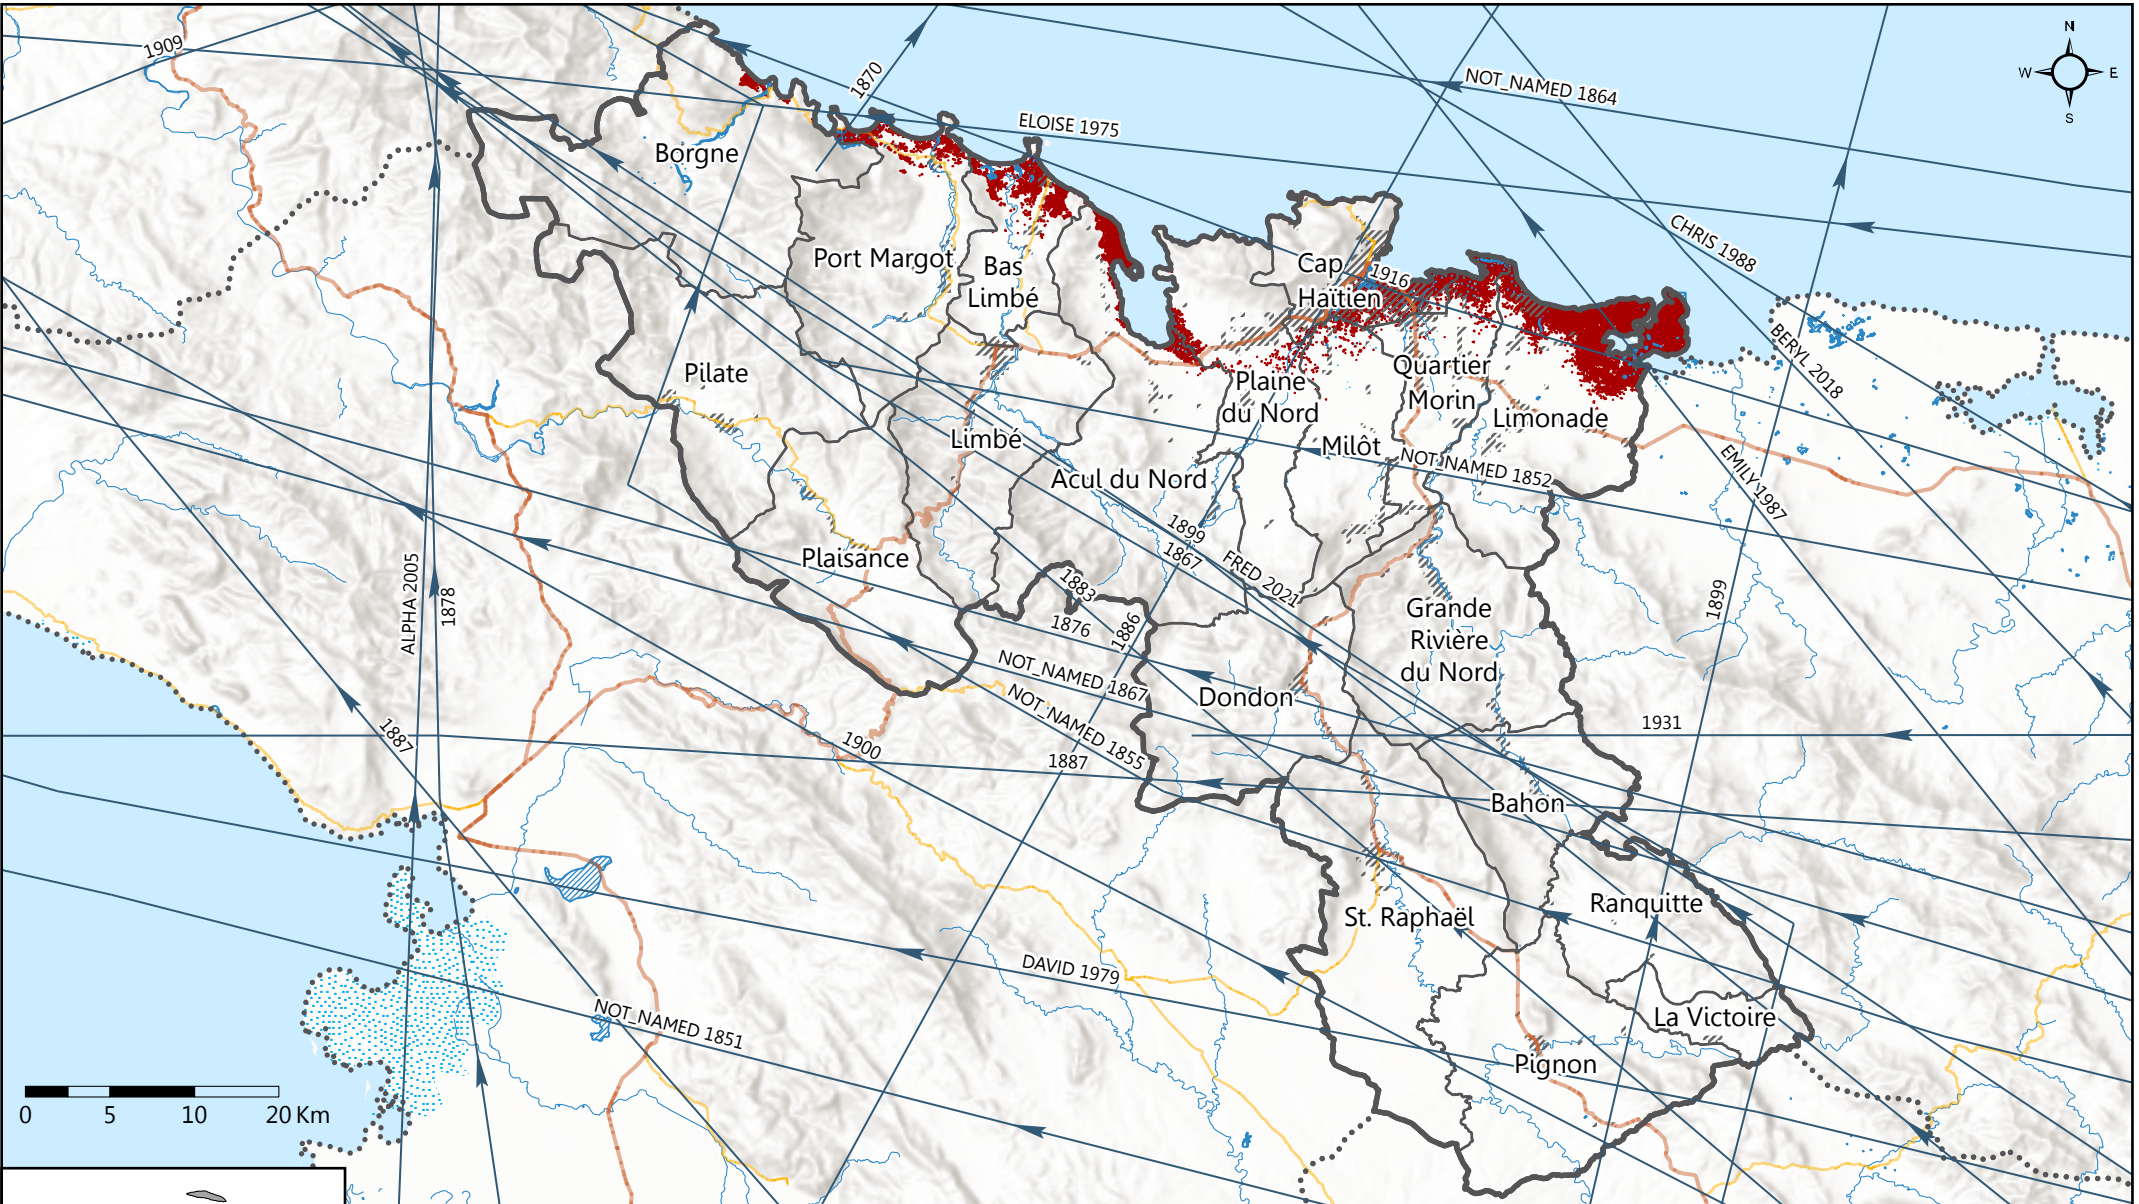 N
W E
S
1909
1870
NOT_NAMED 1864
ELOISE 1975
Borgne
CHRIS 1988
Port Margot
Bas
Limbé
Cap
Haïtien
1916
BERYL 2018
Pilate
Plaine
du Nord
Quartier
Morin
Limonade
Limbé
Milôt
NOT_NAMED 1852
EMILY 1987
Acul du Nord
1899
1867
FRED 2021
Plaisance
ALPHA 2005
1878
1883
1876
1886
1899
Grande
Rivière
du Nord
NOT_NAMED 1867
NOT_NAMED 1855
Dondon
1887
1900
1887
1931
Bahon
Ranquitte
St. Raphaël
DAVID 1979
NOT_NAMED 1851
La Victoire
Pignon
0 5 10 20 Km